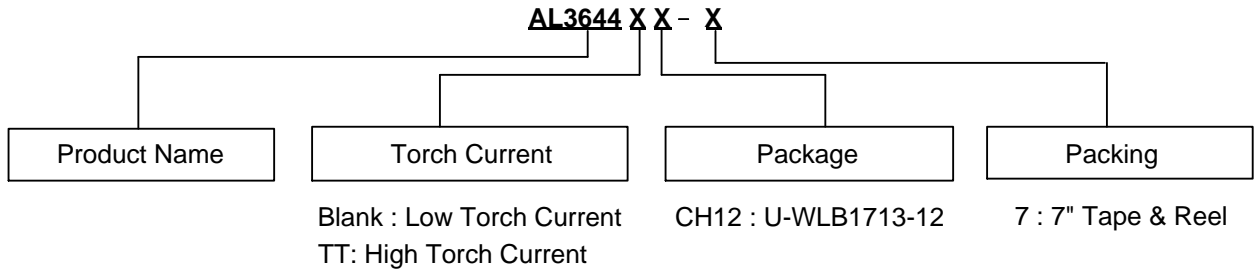 AL3644 X X – X
Product Name
Torch Current
Package
Packing
Blank : Low Torch Current
CH12 : U-WLB1713-12
7 : 7" Tape & Reel
TT: High Torch Current